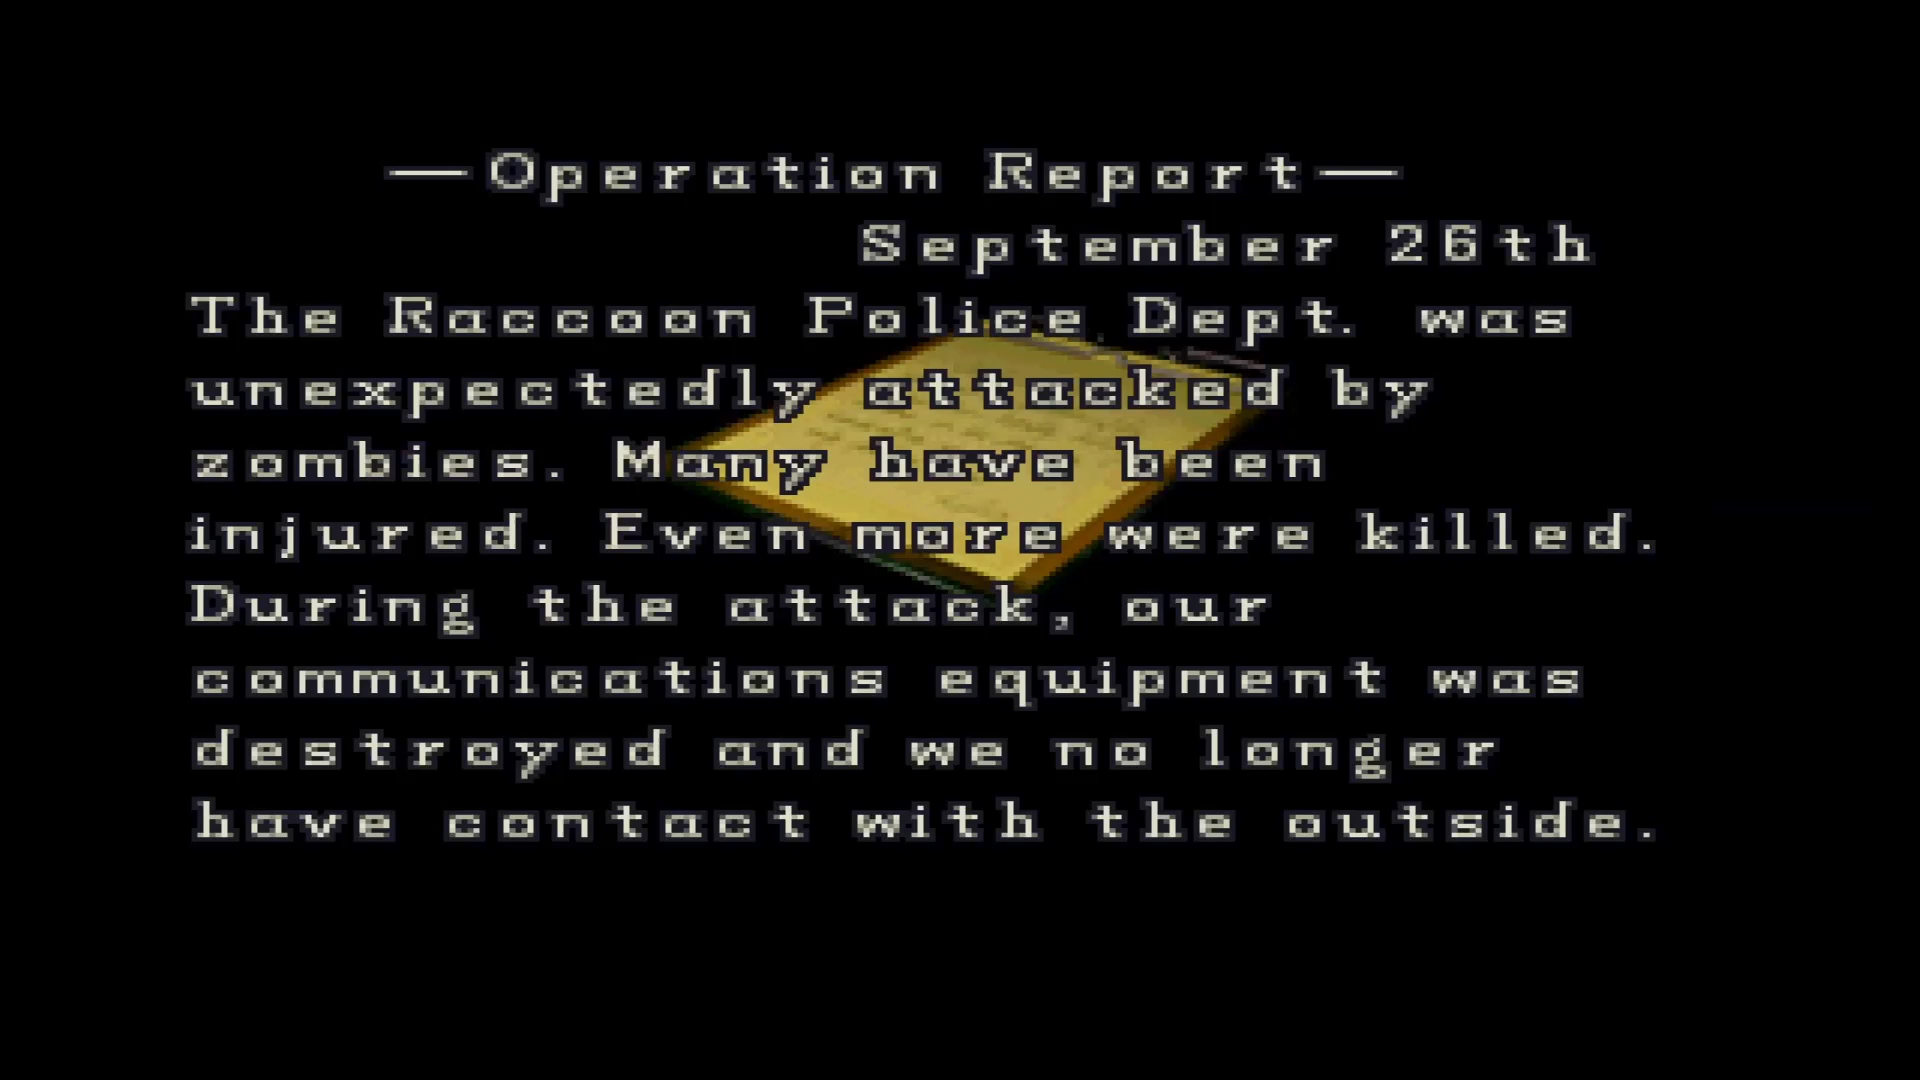 —Operation Report—
September 26th
The Raccoon Police Dept. was
unexpectedly attacked by
zombies. Many have been
injured. Even more were killed.
During the attack, our
communications equipment was
destroyed and we no longer
have contact with the outside.